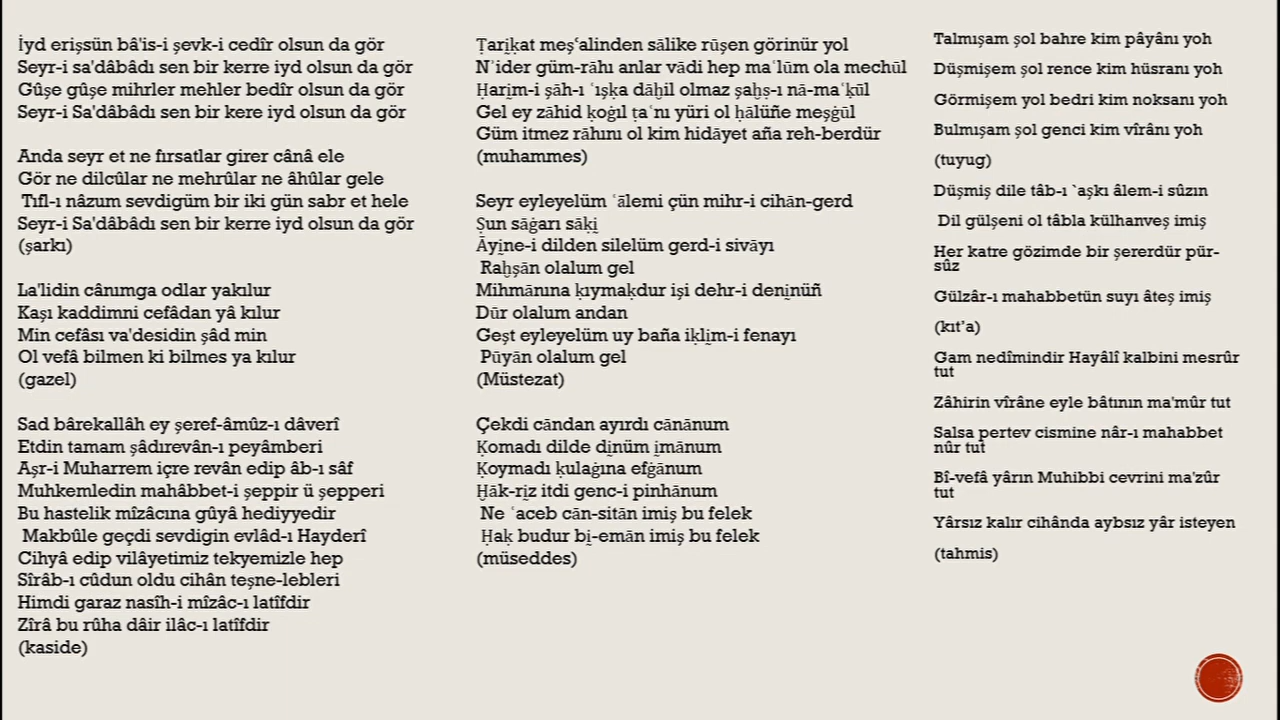 İyd erişsün bâ'is-i şevk-i cedîr olsun da gör
Seyr-i sa'dâbâdı sen bir kerre iyd olsun da gör
Gûşe gûşe mihrler mehler bedîr olsun da gör
Seyr-i Sa'dâbâdı sen bir kere iyd olsun da gör
Anda seyr et ne fırsatlar girer cânâ ele
Gör ne dilcûlar ne mehrûlar ne âhûlar gele
Tıfl-ı nâzum sevdigüm bir iki gün sabr et hele
Seyr-i Sa'dâbâdı sen bir kerre iyd olsun da gör
(şarkı)
La'lidin cânımga odlar yakılur
Kaşı kaddimni cefâdan yâ kılur
Min cefâsı va'desidin şâd min
Ol vefâ bilmen ki bilmes ya kılur
(gazel)
Sad bârekallâh ey şeref-âmûz-ı dâverî
Etdin tamam şâdırevân-ı peyâmberi
Aşr-i Muharrem içre revân edip âb-ı sâf
Muhkemledin mahâbbet-i şeppir ü şepperi
Bu hastelik mîzâcına gûyâ hediyyedir
Makbûle geçdi sevdigin evlâd-ı Hayderî
Cihyâ edip vilâyetimiz tekyemizle hep
Sîrâb-ı cûdun oldu cihân teşne-lebleri
Himdi garaz nasîh-i mîzâc-ı latîfdir
Zîrâ bu rûha dâir ilâc-ı latîfdir
(kaside)
Ṭarīḳat meşʻalinden sālike rūşen görinür yol
Nʾider güm-rāhı anlar vādi hep maʿlūm ola mechūl
Ḥarīm-i şāh-ı ʿışḳa dāḫil olmaz şaḫṣ-ı nā-maʿḳūl
Gel ey zāhid ḳoġıl ṭaʿnı yüri ol ḥālüñe meşġūl
Güm itmez rāhını ol kim hidāyet aña reh-berdür
(muhammes)
Seyr eyleyelüm ʿālemi çün mihr-i cihān-gerd
Ṣun sāġarı sāḳī
Āyīne-i dilden silelüm gerd-i sivāyı
Raḫşān olalum gel
Mihmānına ḳıymaḳdur işi dehr-i denīnüñ
Dūr olalum andan
Geşt eyleyelüm uy baña iḳlīm-i fenayı
Pūyān olalum gel
(Müstezat)
Çekdi cāndan ayırdı cānānum
Ḳomadı dilde dīnüm īmānum
Ḳoymadı ḳulaġına efġānum
Ḫāk-rīz itdi genc-i pinhānum
Ne ʿaceb cān-sitān imiş bu felek
Ḥaḳ budur bī-emān imiş bu felek
(müseddes)
Talmışam şol bahre kim pâyânı yoh
Düşmişem şol rence kim hüsranı yoh
Görmişem yol bedri kim noksanı yoh
Bulmışam şol genci kim vîrânı yoh
(tuyug)
Düşmiş dile tâb-ı `aşkı âlem-i sûzın
Dil gülşeni ol tâbla külhanveş imiş
Her katre gözimde bir şererdür pür-
sûz
Gülzâr-ı mahabbetün suyı âteş imiş
(kıt’a)
Gam nedîmindir Hayâlî kalbini mesrûr
tut
Zâhirin vîrâne eyle bâtının ma'mûr tut
Salsa pertev cismine nâr-ı mahabbet
nûr tut
Bî-vefâ yârın Muhibbi cevrini ma'zûr
tut
Yârsız kalır cihânda aybsız yâr isteyen
(tahmis)